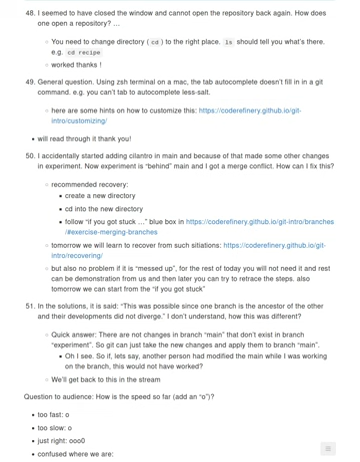 48. I seemed to have closed the window and cannot open the repository back again. How does
one open a repository? ...
You need to change directory ( cd ) to the right place. ls should tell you what's there.
e.g. cd recipe
worked thanks !
49. General question. Using zsh terminal on a mac, the tab autocomplete doesn't fill in in a git
command. e.g. you can't tab to autocomplete less-salt.
here are some hints on how to customize this: https://coderefinery.github.io/git-
intro/customizing/
will read through it thank you!
50. I accidentally started adding cilantro in main and because of that made some other changes
in experiment. Now experiment is "behind" main and I got a merge conflict. How can I fix this?
recommended recovery:
create a new directory
cd into the new directory
follow "if you got stuck ..." blue box in https://coderefinery.github.io/git-intro/branches
/#exercise-merging-branches
tomorrow we will learn to recover from such sitiations: https://coderefinery.github.io/git-
intro/recovering/
but also no problem if it is "messed up", for the rest of today you will not need it and rest
can be demonstration from us and then later you can try to retrace the steps. also
tomorrow we can start from the "if you got stuck"
51. In the solutions, it is said: "This was possible since one branch is the ancestor of the other
and their developments did not diverge." I don't understand, how this was different?
Quick answer: There are not changes in branch "main" that don't exist in branch
"experiment". So git can just take the new changes and apply them to branch "main".
Oh I see. So if, lets say, another person had modified the main while I was working
on the branch, this would not have worked?
We'll get back to this in the stream
Question to audience: How is the speed so far (add an "o")?
too fast: o
too slow: o
just right: ooo0
confused where we are: